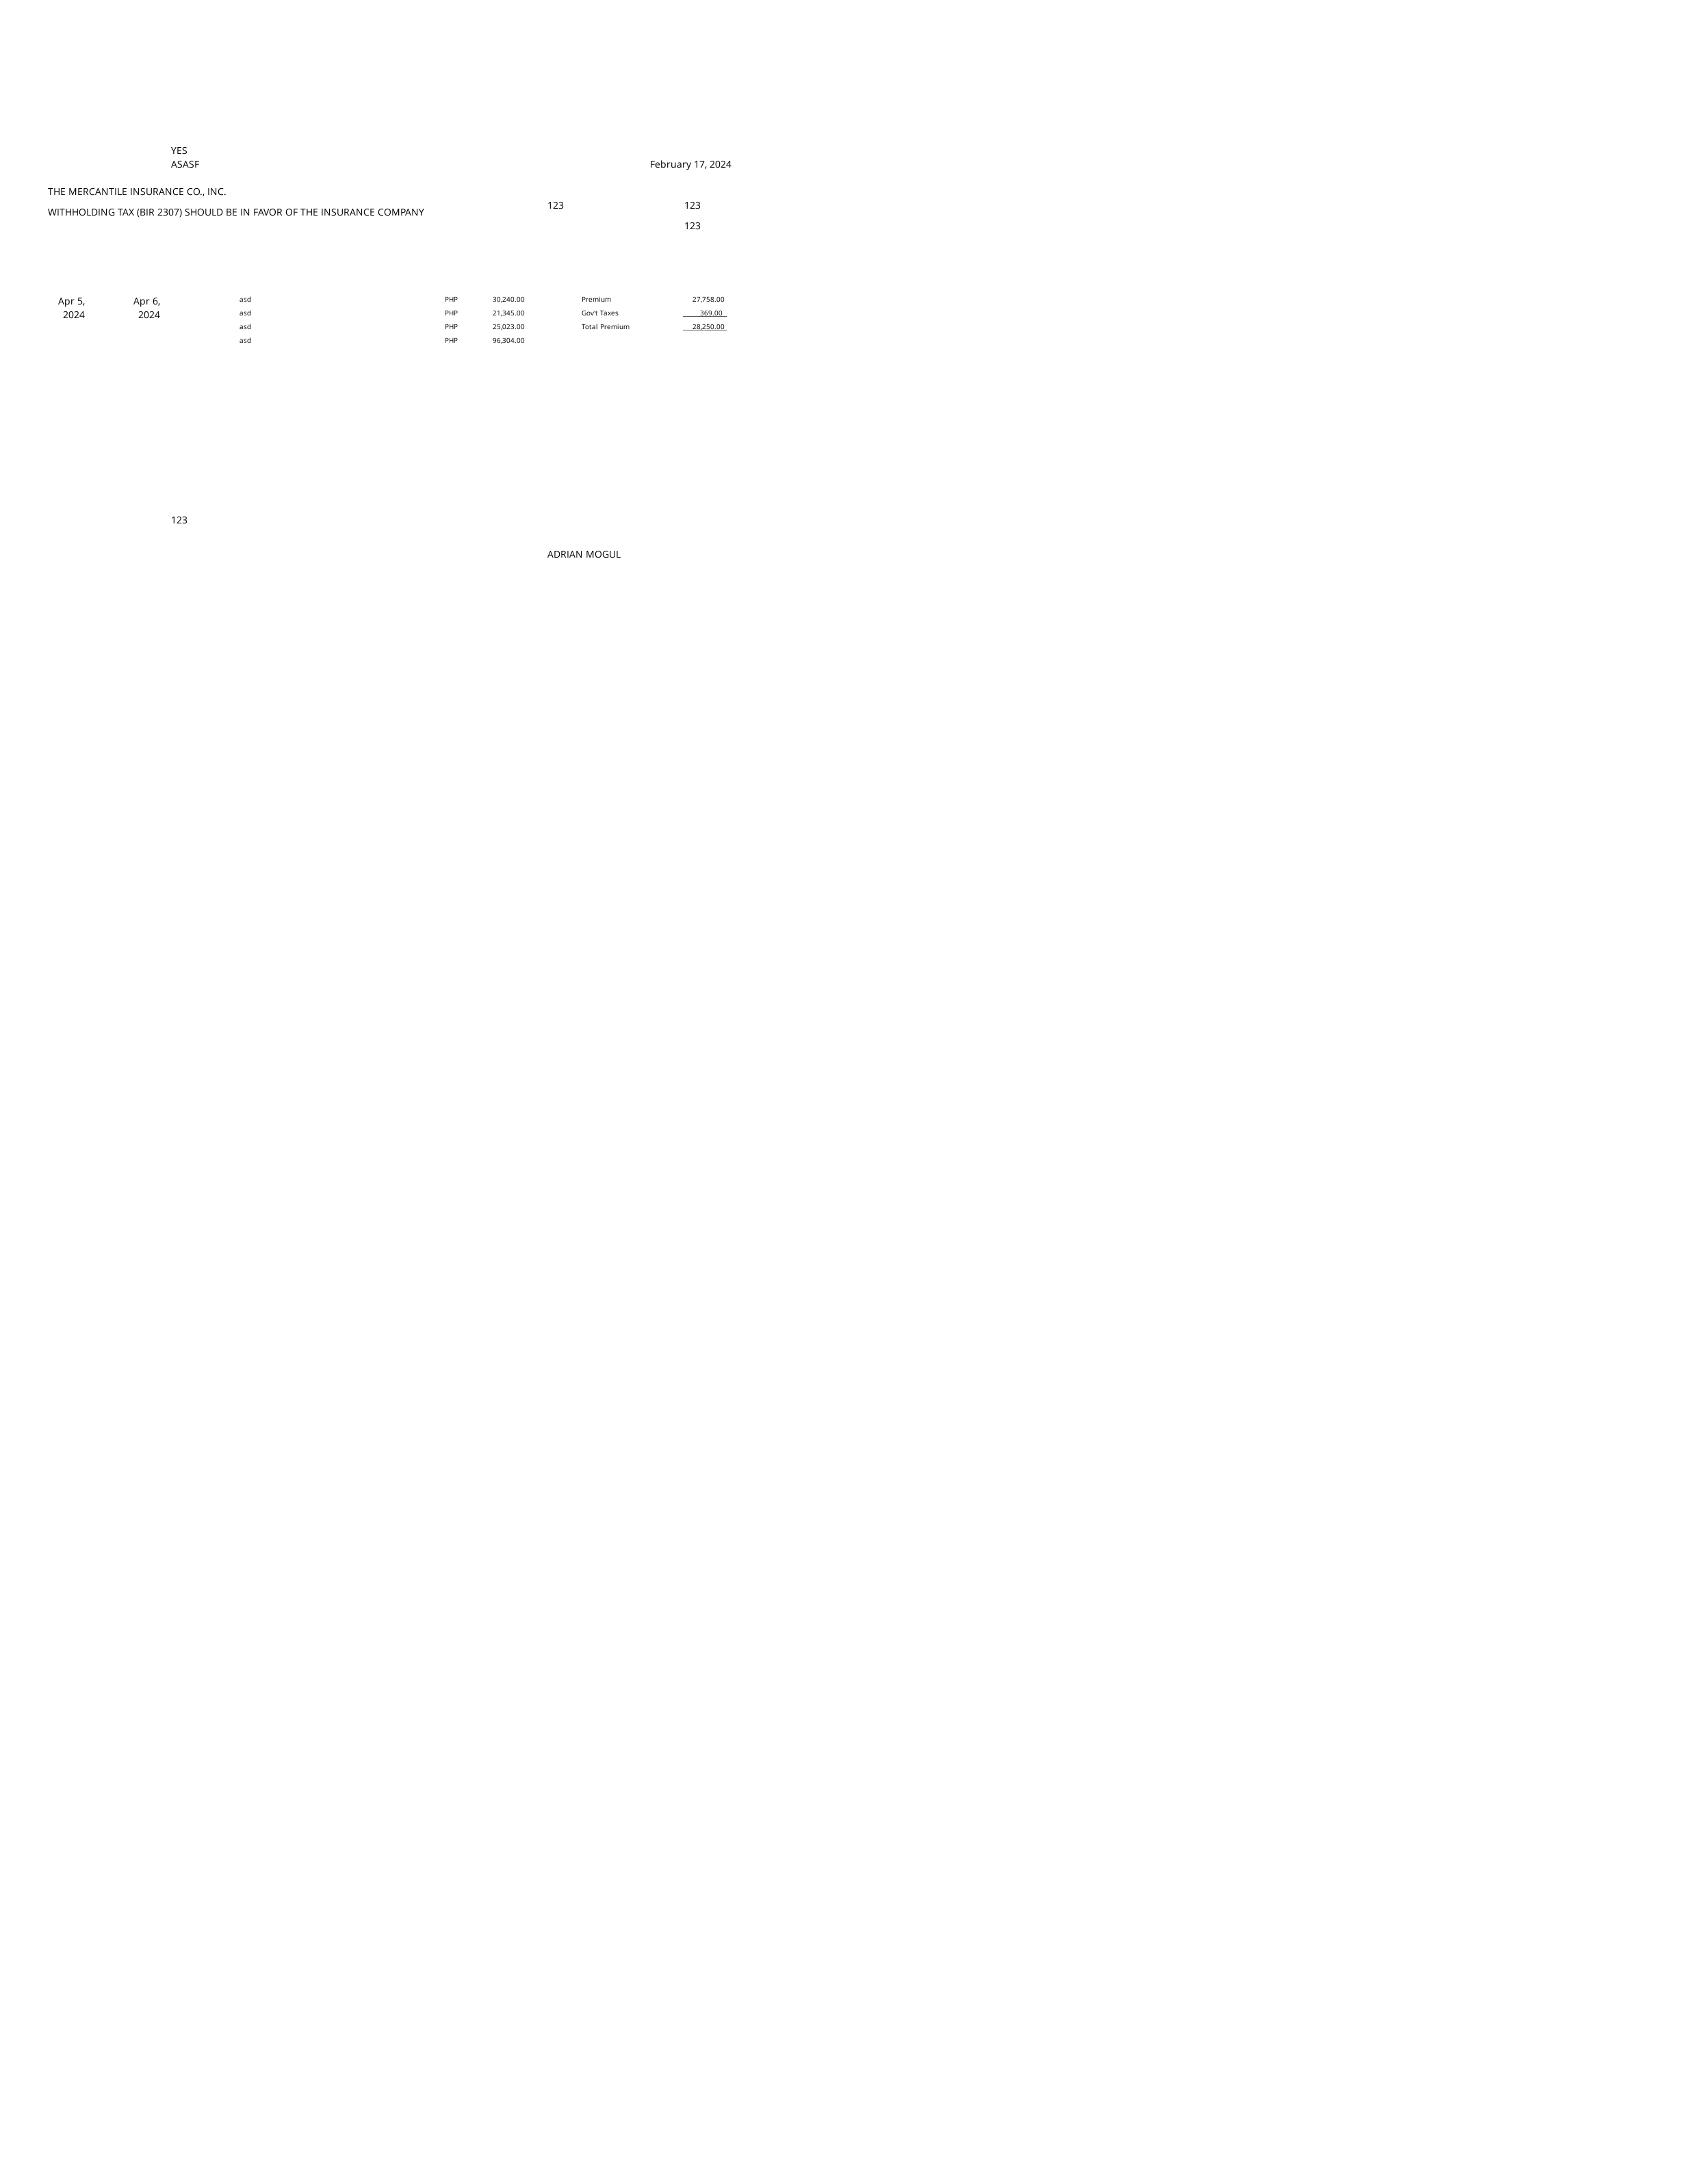 YES
ASASF February 17, 2024
THE MERCANTILE INSURANCE CO., INC.
123 123
WITHHOLDING TAX (BIR 2307) SHOULD BE IN FAVOR OF THE INSURANCE COMPANY
123
Apr 5, Apr 6, asd PHP 30,240.00 Premium 27,758.00
2024 2024 asd PHP 21,345.00 Gov't Taxes 369.00
asd PHP 25,023.00 Total Premium 28,250.00
asd PHP 96,304.00
123
ADRIAN MOGUL